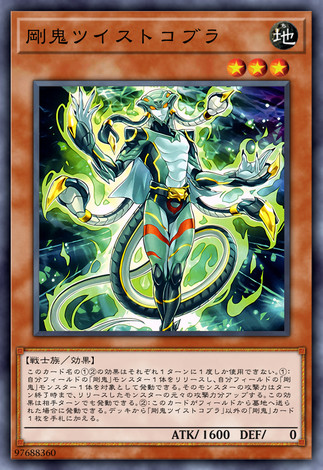 剛鬼ツイストコブラ
地
【戦士族／効果】
このカード名の①②の効果はそれぞれ１ターンに１度しか使用できない。①：
自分フィールドの「剛鬼」モンスター１体をリリースし、自分フィールドの「剛
鬼」モンスター１体を対象として発動できる。そのモンスターの攻撃力はター
ン終了時まで、リリースしたモンスターの元々の攻撃力分アップする。この効
果は相手ターンでも発動できる。②：このカードがフィールドから墓地へ送ら
れた場合に発動できる。デッキから「剛鬼ツイストコブラ」以外の「剛鬼」カード
１枚を手札に加える。
ATK/ 1600 DEF/ 0
97688360